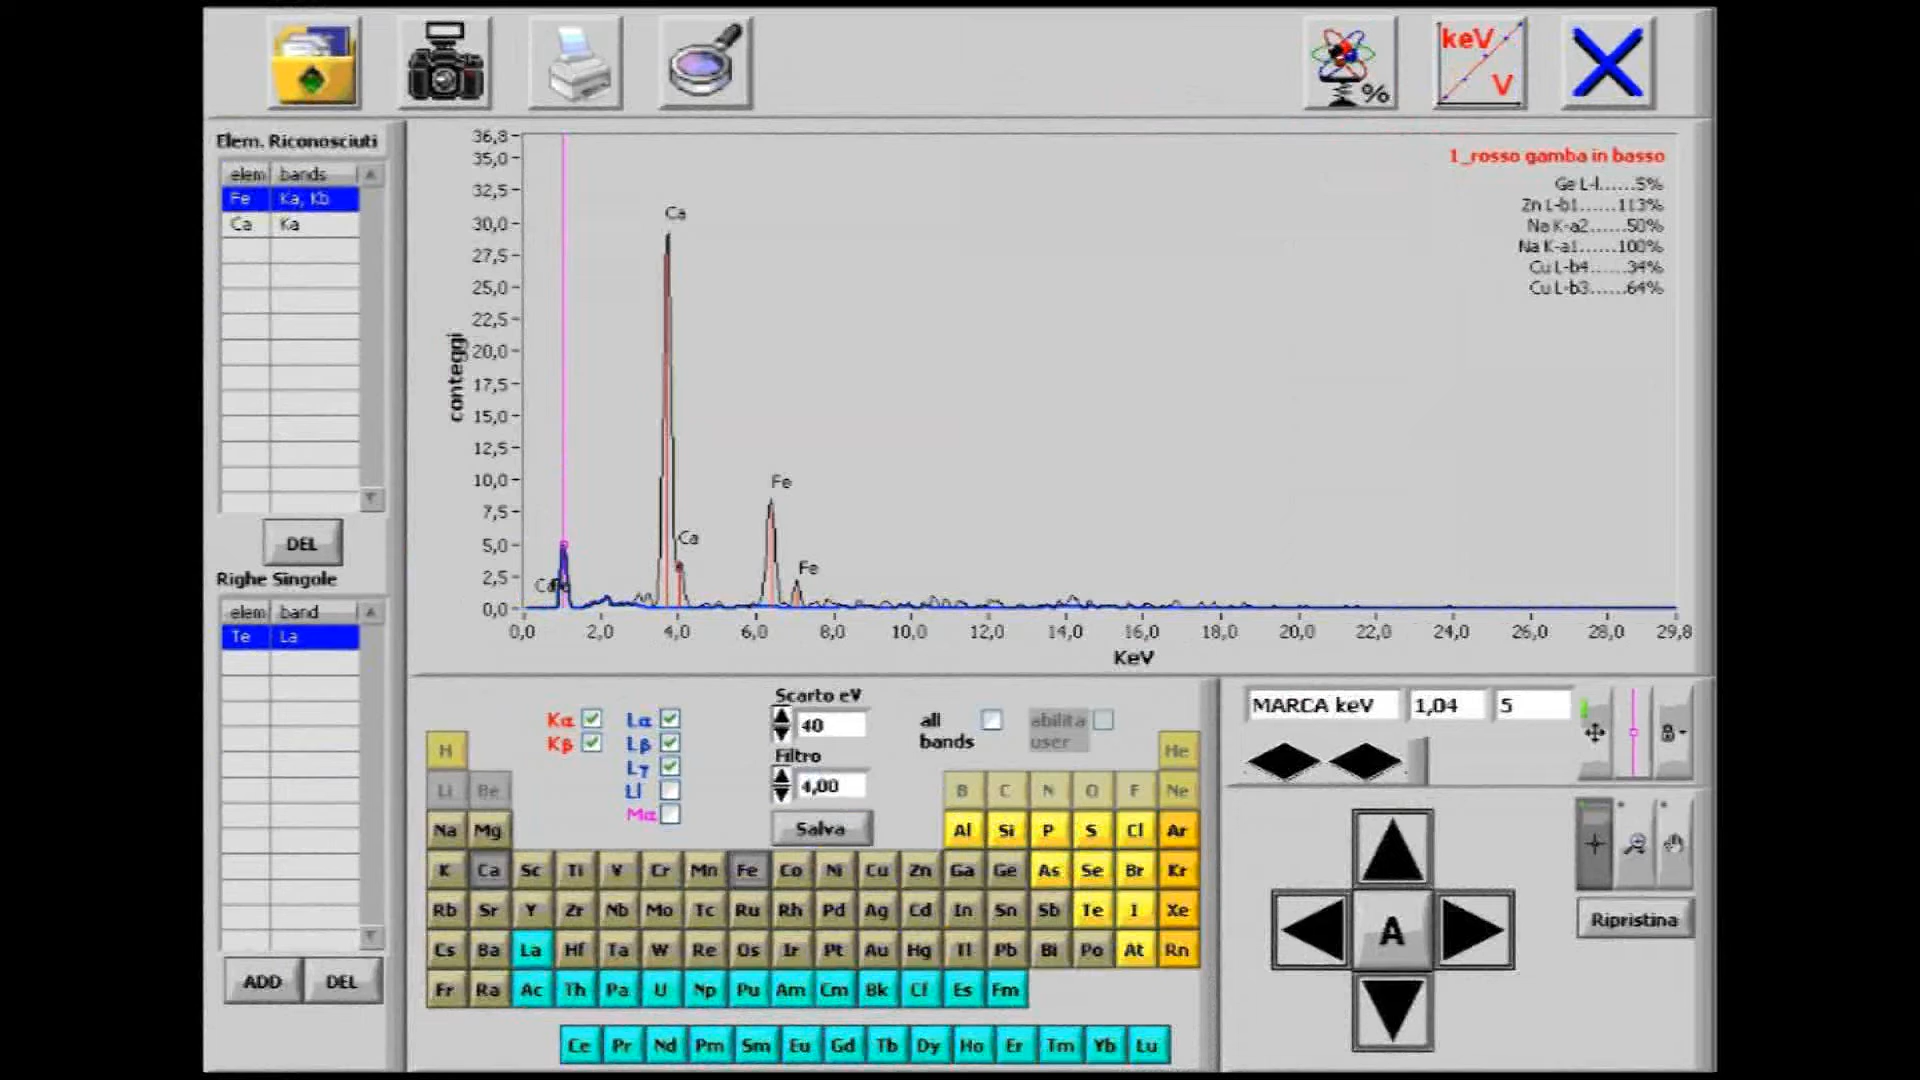 keV
%
V
Elem. Riconosciuti
elem bands
Fe Ka, Kb
Ca Ka
DEL
Righe Singole
elem band
Te La
ADD DEL
1_rosso gamba in basso
Ge L-l......5%
Zn L-b1......113%
Na K-a2......50%
Na K-a1......100%
Cu L-b4......34%
Cu L-b3......64%
conteggi
36,8
35,0
32,5
30,0
27,5
25,0
22,5
20,0
17,5
15,0
12,5
10,0
7,5
5,0
2,5
0,0
Ca
Ca
Fe
Fe
0,0 2,0 4,0 6,0 8,0 10,0 12,0 14,0 16,0 18,0 20,0 22,0 24,0 26,0 28,0 29,8
KeV
Kα Lα
Kβ Lβ
Lγ
Ll
Mα
Scarto eV
40
Filtro
4,00
Salva
all bands
abilita user
H He
Li Be B C N O F Ne
Na Mg Al Si P S Cl Ar
K Ca Sc Ti V Cr Mn Fe Co Ni Cu Zn Ga Ge As Se Br Kr
Rb Sr Y Zr Nb Mo Tc Ru Rh Pd Ag Cd In Sn Sb Te I Xe
Cs Ba La Hf Ta W Re Os Ir Pt Au Hg Tl Pb Bi Po At Rn
Fr Ra Ac Th Pa U Np Pu Am Cm Bk Cf Es Fm
Ce Pr Nd Pm Sm Eu Gd Tb Dy Ho Er Tm Yb Lu
MARCA keV 1,04 5
A
Ripristina